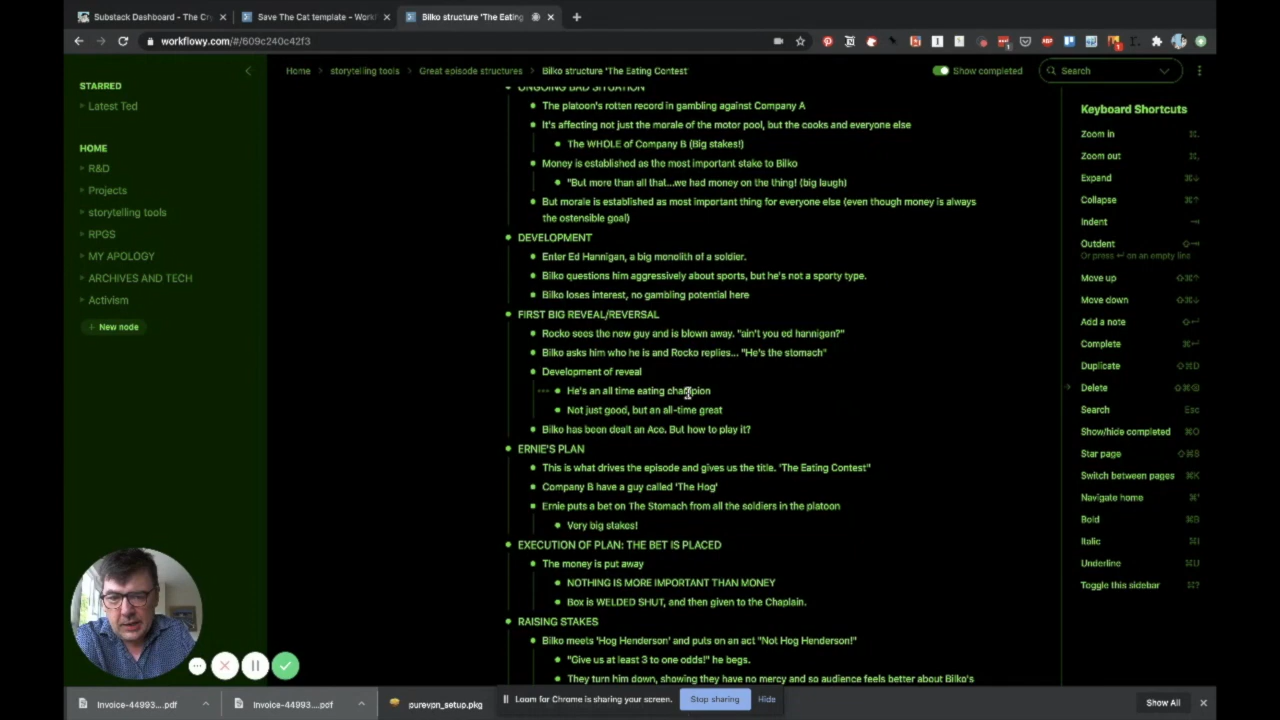 Substack Dashboard - The Cr
Save The Cat template - Work
Bilko structure 'The Eating
workflowy.com/#/609c240c42f3
Home
storytelling tools
Great episode structures
Bilko structure 'The Eating Contest'
Show completed
Search
STARRED
Latest Ted
HOME
R&D
Projects
storytelling tools
RPGS
MY APOLOGY
ARCHIVES AND TECH
Activism
+ New node
ONGOING BAD SITUATION
The platoon's rotten record in gambling against Company A
It's affecting not just the morale of the motor pool, but the cooks and everyone else
The WHOLE of Company B (Big stakes!)
Money is established as the most important stake to Bilko
"But more than all that...we had money on the thing! (big laugh)
But morale is established as most important thing for everyone else (even though money is always
the ostensible goal)
DEVELOPMENT
Enter Ed Hannigan, a big monolith of a soldier.
Bilko questions him aggressively about sports, but he's not a sporty type.
Bilko loses interest, no gambling potential here
FIRST BIG REVEAL/REVERSAL
Rocko sees the new guy and is blown away. "ain't you ed hannigan?"
Bilko asks him who he is and Rocko replies... "He's the stomach"
Development of reveal
He's an all time eating champion
Not just good, but an all-time great
Bilko has been dealt an Ace. But how to play it?
ERNIE'S PLAN
This is what drives the episode and gives us the title. 'The Eating Contest"
Company B have a guy called 'The Hog'
Ernie puts a bet on The Stomach from all the soldiers in the platoon
Very big stakes!
EXECUTION OF PLAN: THE BET IS PLACED
The money is put away
NOTHING IS MORE IMPORTANT THAN MONEY
Box is WELDED SHUT, and then given to the Chaplain.
RAISING STAKES
Bilko meets 'Hog Henderson' and puts on an act "Not Hog Henderson!"
"Give us at least 3 to one odds!" he begs.
They turn him down, showing they have no mercy and so audience feels better about Bilko's
Keyboard Shortcuts
Zoom in
Zoom out
Expand
Collapse
Indent
Outdent
Or press ↵ on an empty line
Move up
Move down
Add a note
Complete
Duplicate
Delete
Search Esc
Show/hide completed ⌘O
Star page
Switch between pages ⌘K
Navigate home
Bold
Italic ⌘I
Underline ⌘U
Toggle this sidebar ⌘?
Invoice-44993....pdf
Invoice-44993....pdf
purevpn_setup.pkg
Loom for Chrome is sharing your screen.
Stop sharing
Hide
Show All